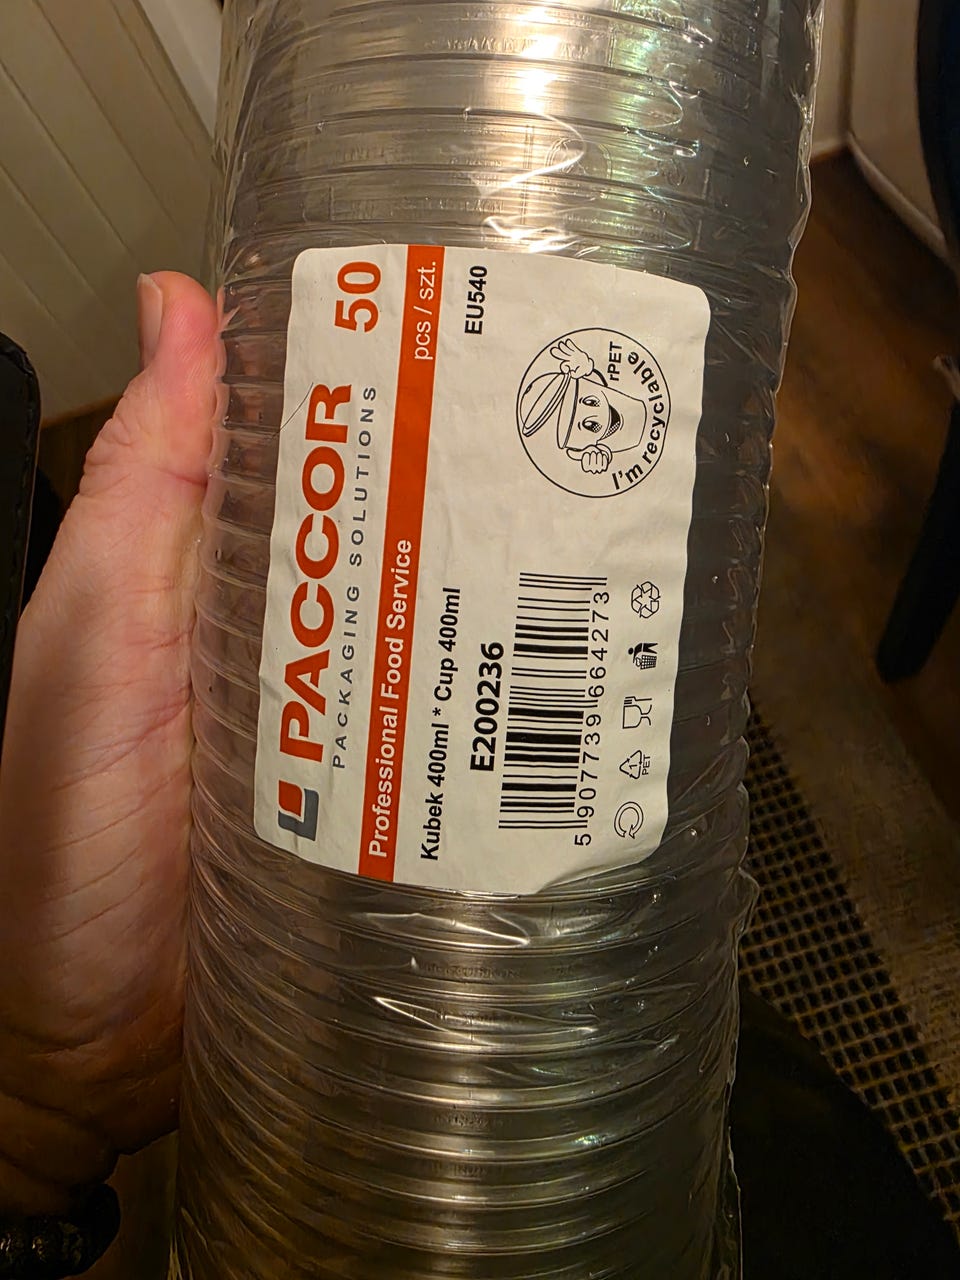 PACCOR
PACKAGING SOLUTIONS
50
Professional Food Service
pcs / szt.
Kubek 400ml * Cup 400ml
EU540
E200236
5 907739 664273
rPET
I'm recyclable
1
PET